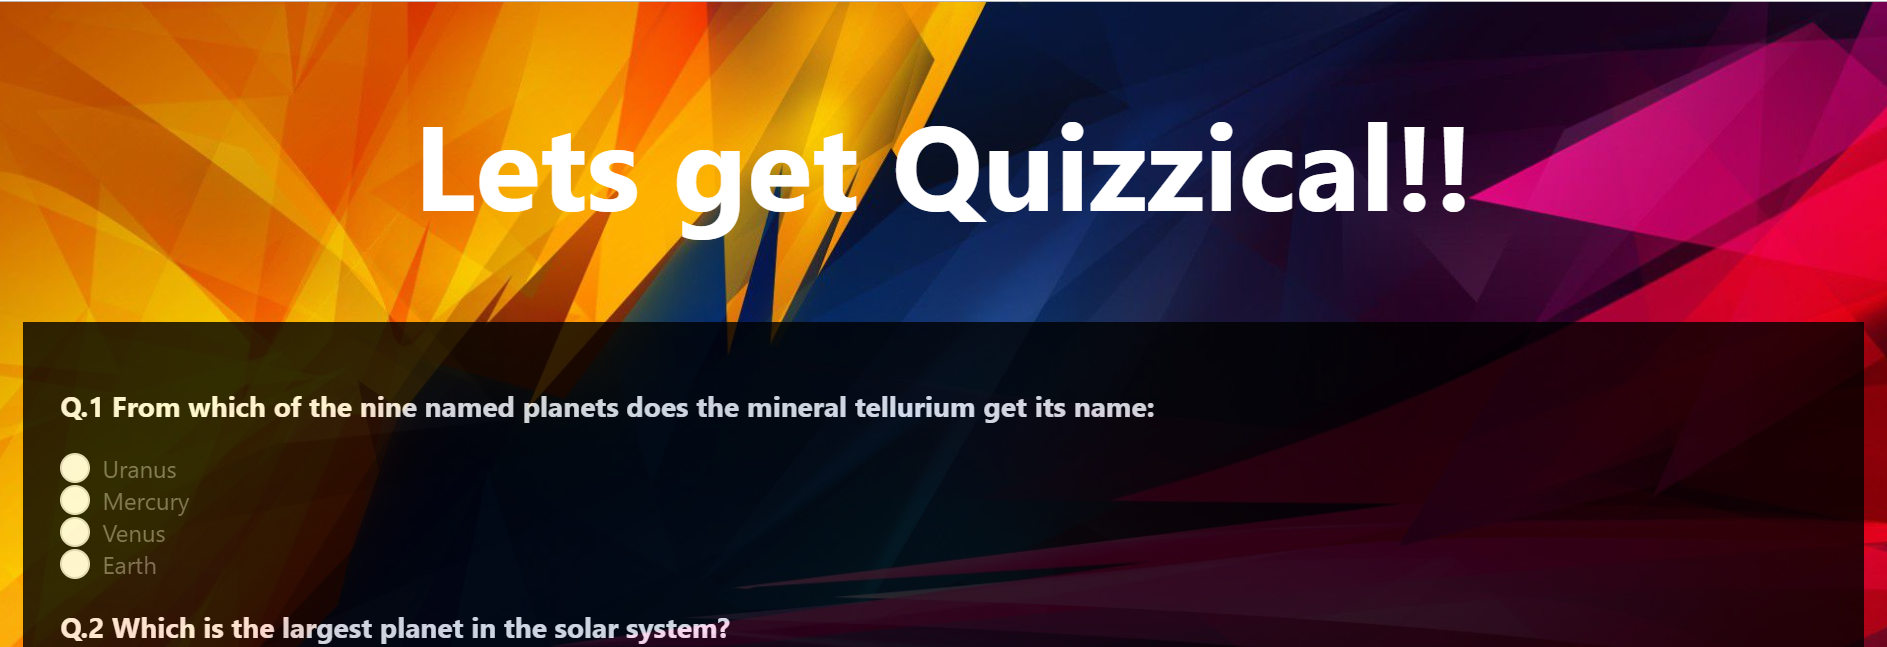 Lets get Quizzical!!
Q.1 From which of the nine named planets does the mineral tellurium get its name:
Uranus
Mercury
Venus
Earth
Q.2 Which is the largest planet in the solar system?